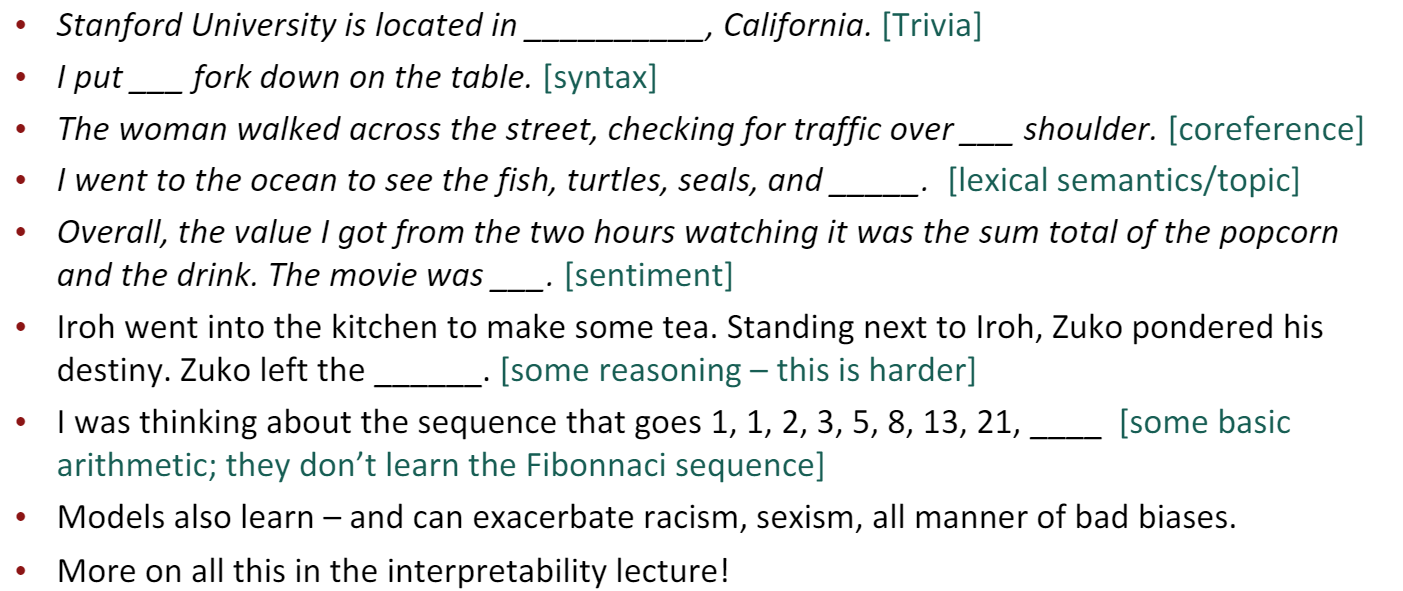 • Stanford University is located in __________, California. [Trivia]
• I put ___ fork down on the table. [syntax]
• The woman walked across the street, checking for traffic over ___ shoulder. [coreference]
• I went to the ocean to see the fish, turtles, seals, and _____. [lexical semantics/topic]
• Overall, the value I got from the two hours watching it was the sum total of the popcorn
and the drink. The movie was ___. [sentiment]
• Iroh went into the kitchen to make some tea. Standing next to Iroh, Zuko pondered his
destiny. Zuko left the ______. [some reasoning – this is harder]
• I was thinking about the sequence that goes 1, 1, 2, 3, 5, 8, 13, 21, ____ [some basic
arithmetic; they don’t learn the Fibonnaci sequence]
• Models also learn – and can exacerbate racism, sexism, all manner of bad biases.
• More on all this in the interpretability lecture!